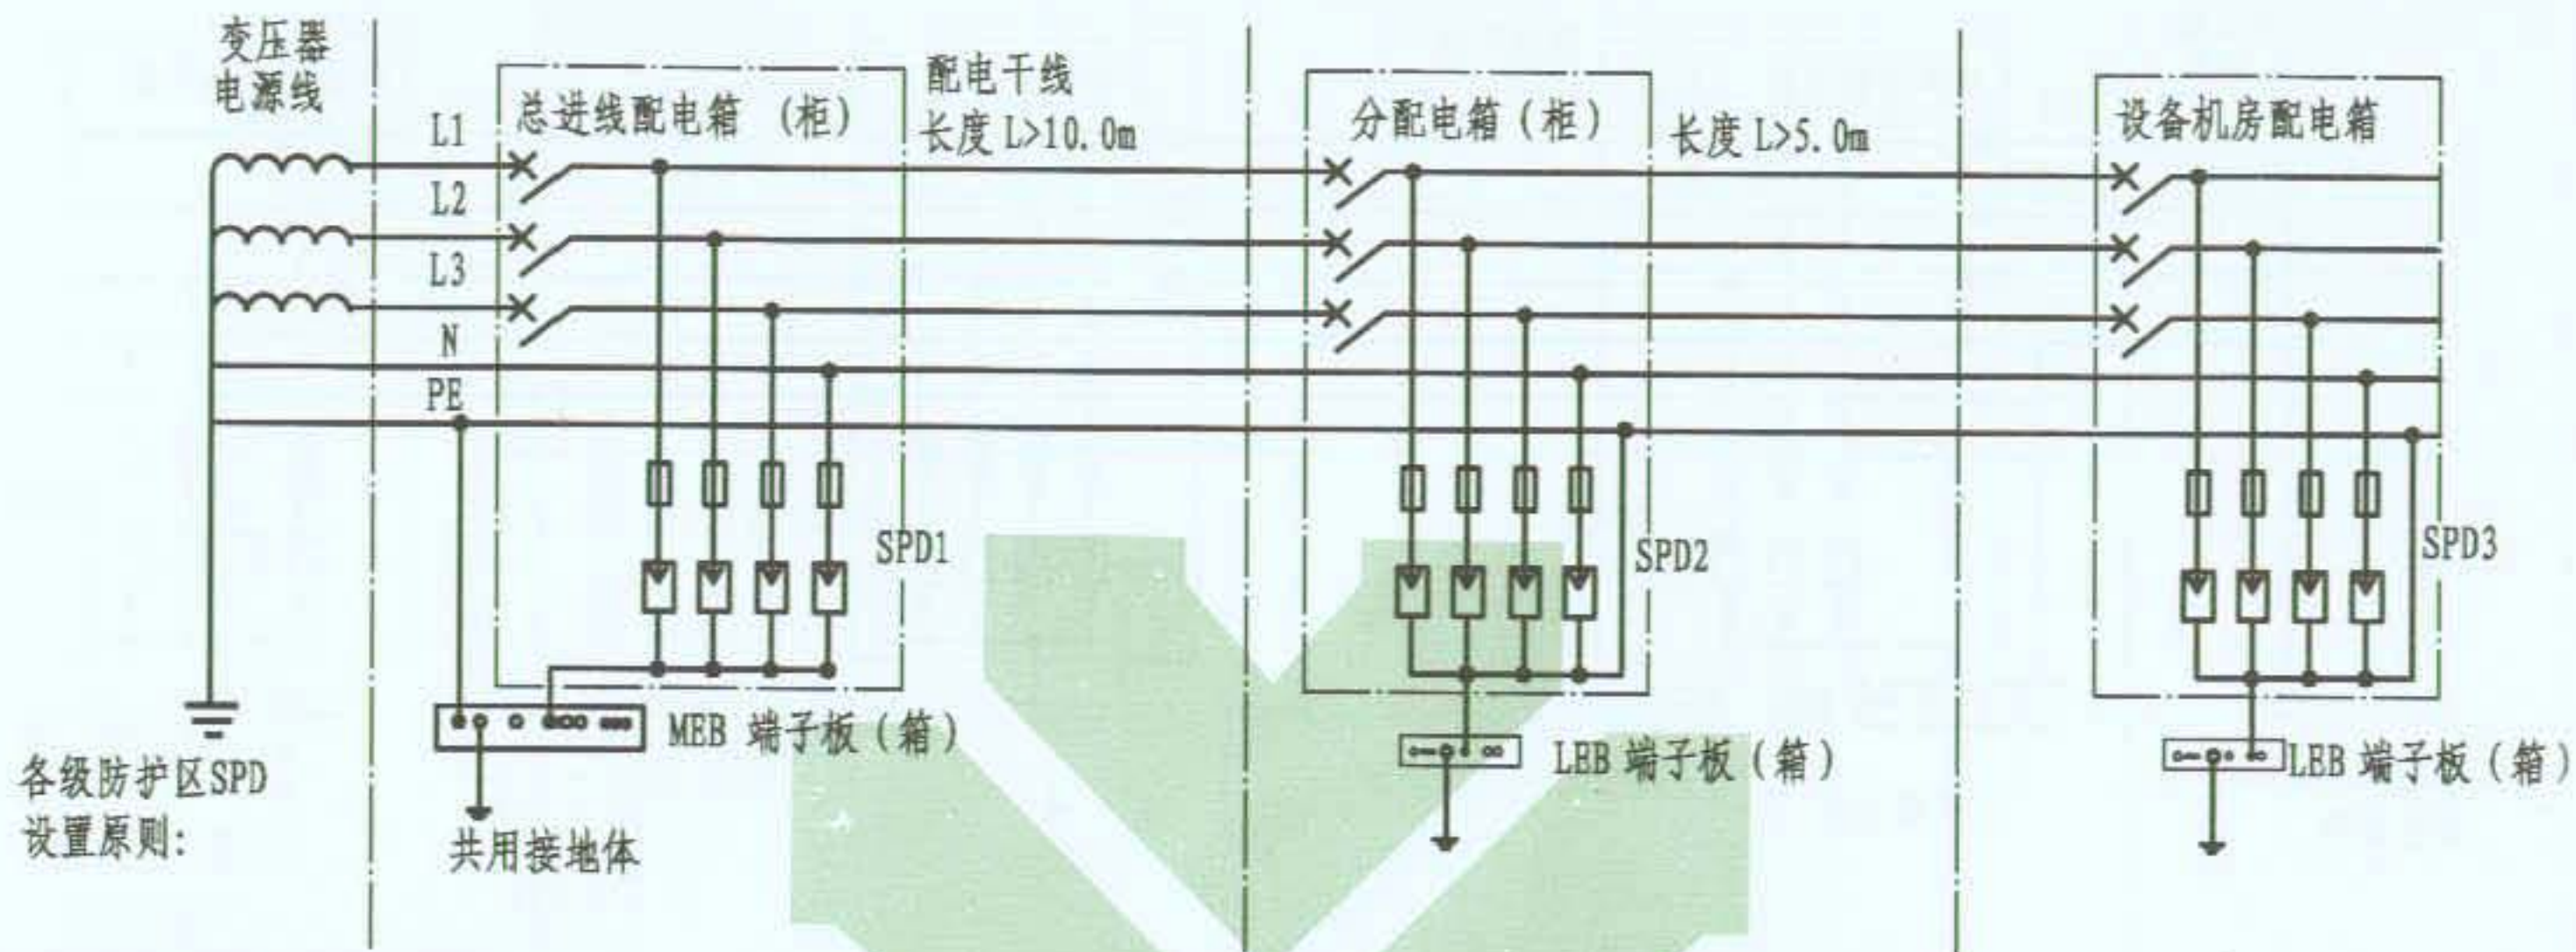 变压器
电源线
L1
L2
L3
N
PE
总进线配电箱 (柜)
配电干线
长度 L>10.0m
分配电箱(柜)
长度 L>5.0m
设备机房配电箱
SPD1
SPD2
SPD3
MEB 端子板(箱)
LEB 端子板(箱)
LEB 端子板(箱)
共用接地体
各级防护区SPD
设置原则: